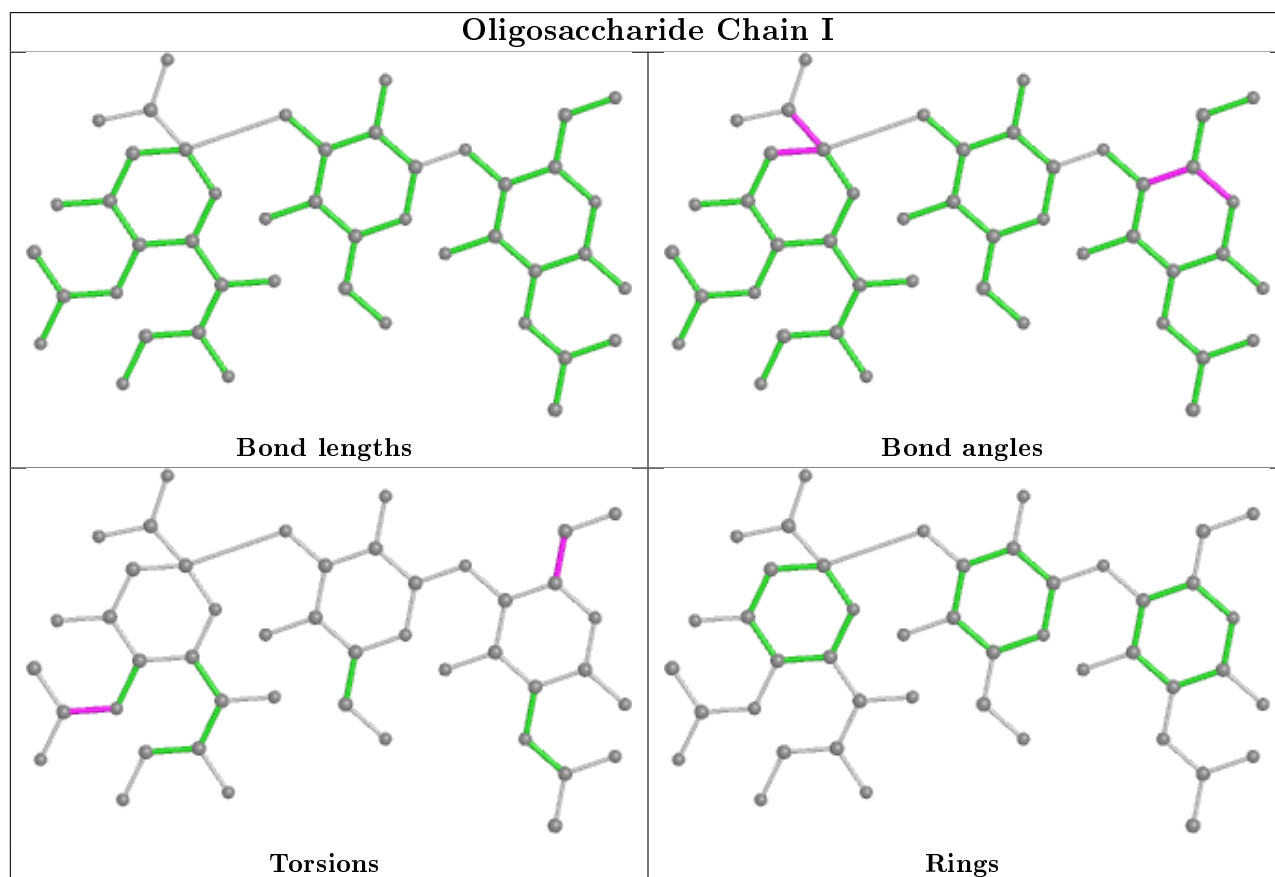 Oligosaccharide Chain I
Bond lengths
Bond angles
Torsions
Rings